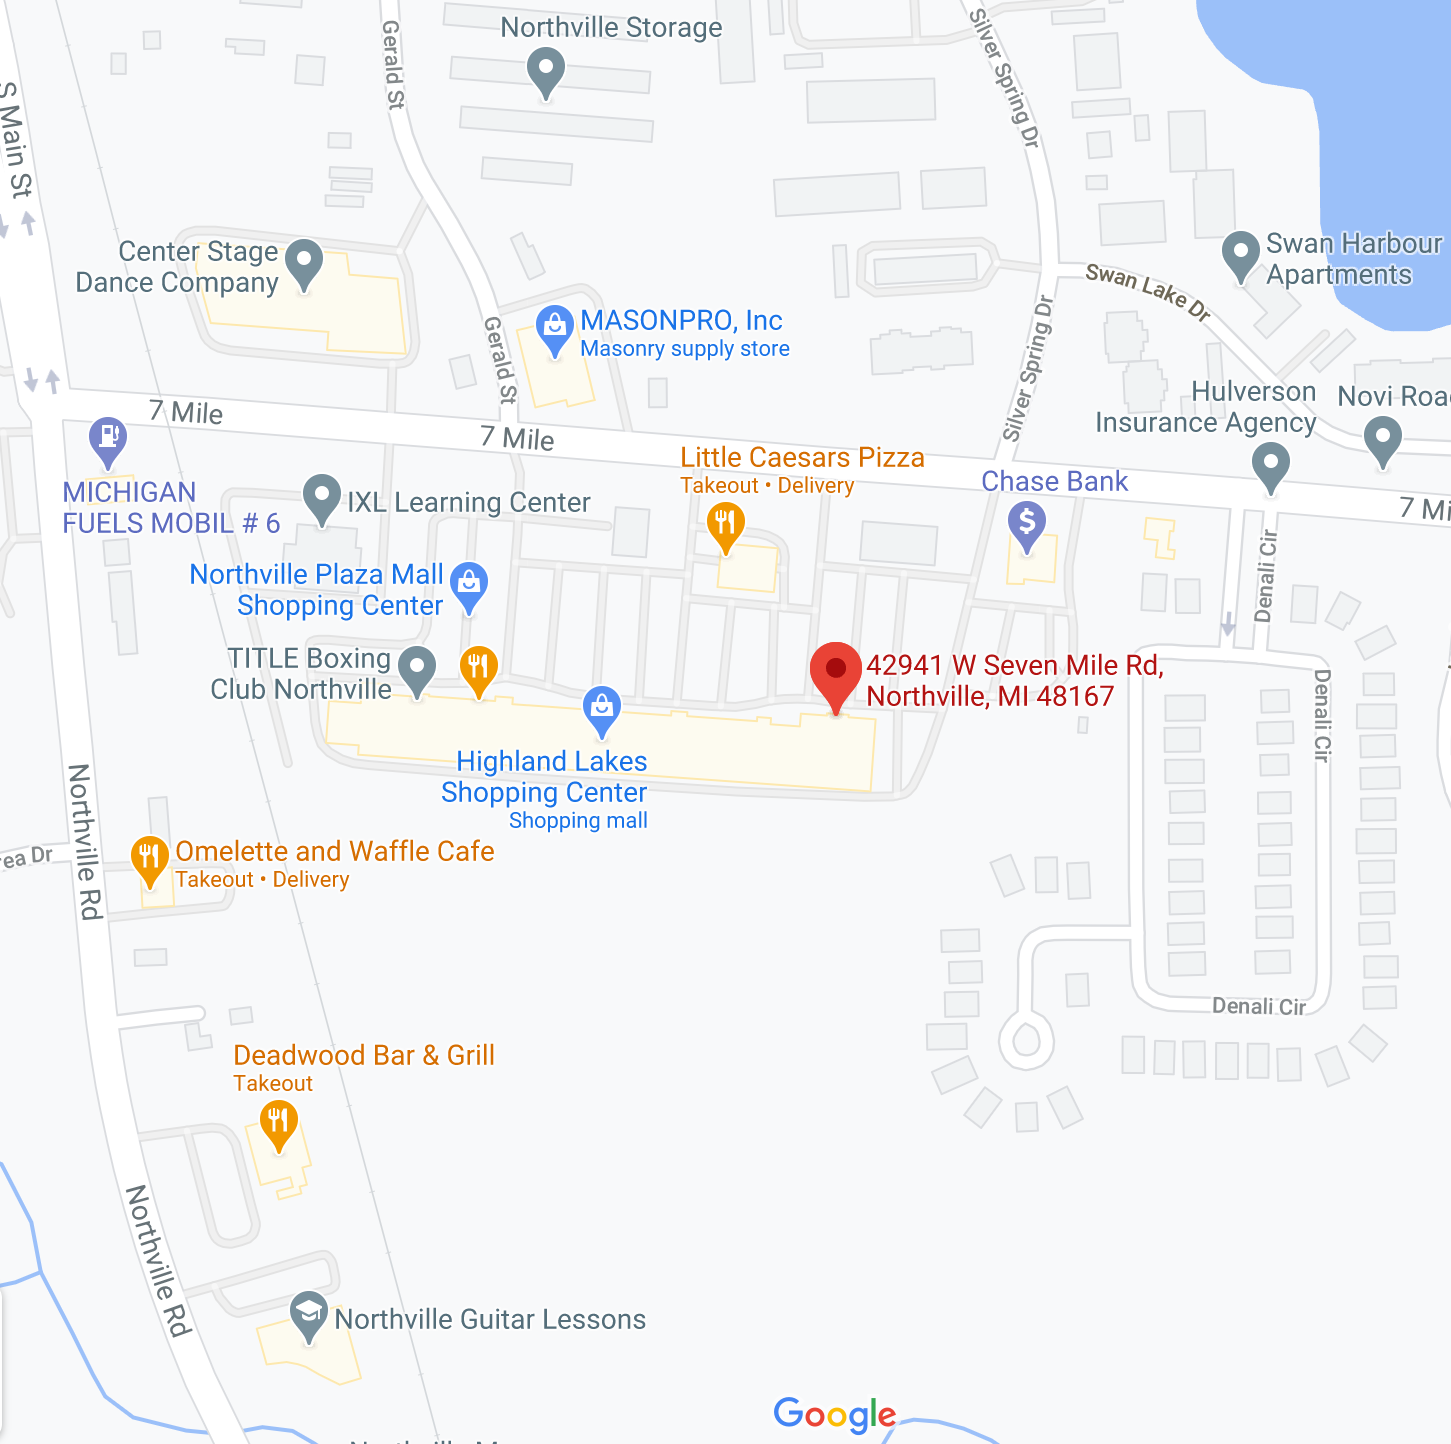 Northville Storage
Gerald St
Silver Spring Dr
S Main St
Center Stage
Dance Company
Swan Harbour
Apartments
Swan Lake Dr
MASONPRO, Inc
Masonry supply store
Gerald St
Silver Spring Dr
Hulverson
Insurance Agency
Novi Roa
7 Mile
7 Mile
Little Caesars Pizza
Takeout • Delivery
Chase Bank
MICHIGAN
FUELS MOBIL # 6
IXL Learning Center
7 Mi
Denali Cir
Northville Plaza Mall
Shopping Center
TITLE Boxing
Club Northville
42941 W Seven Mile Rd,
Northville, MI 48167
Denali Cir
Highland Lakes
Shopping Center
Shopping mall
Northville Rd
rea Dr
Omelette and Waffle Cafe
Takeout • Delivery
Denali Cir
Deadwood Bar & Grill
Takeout
Northville Rd
Northville Guitar Lessons
Google